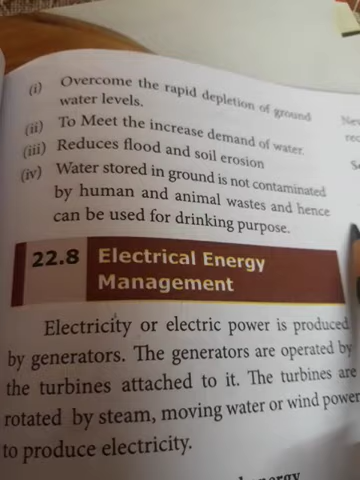 (i) Overcome the rapid depletion of ground
water levels.
(ii) To Meet the increase demand of water.
(iii) Reduces flood and soil erosion
(iv) Water stored in ground is not contaminated
by human and animal wastes and hence
can be used for drinking purpose.
22.8 Electrical Energy
Management
Electricity or electric power is produced
by generators. The generators are operated by
the turbines attached to it. The turbines are
rotated by steam, moving water or wind power
to produce electricity.